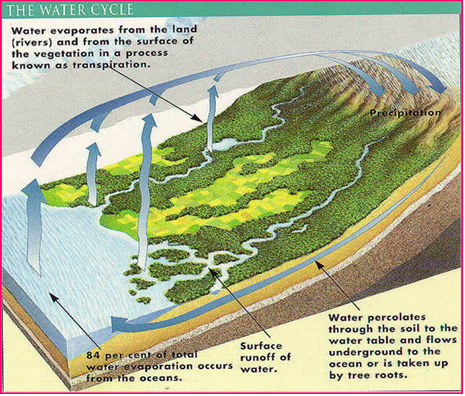 THE WATER CYCLE
Water evaporates from the land
(rivers) and from the surface of
the vegetation in a process
known as transpiration.
Precipitation
84 per cent of total
water evaporation occurs
from the oceans.
Surface
runoff of
water.
Water percolates
through the soil to the
water table and flows
underground to the
ocean or is taken up
by tree roots.